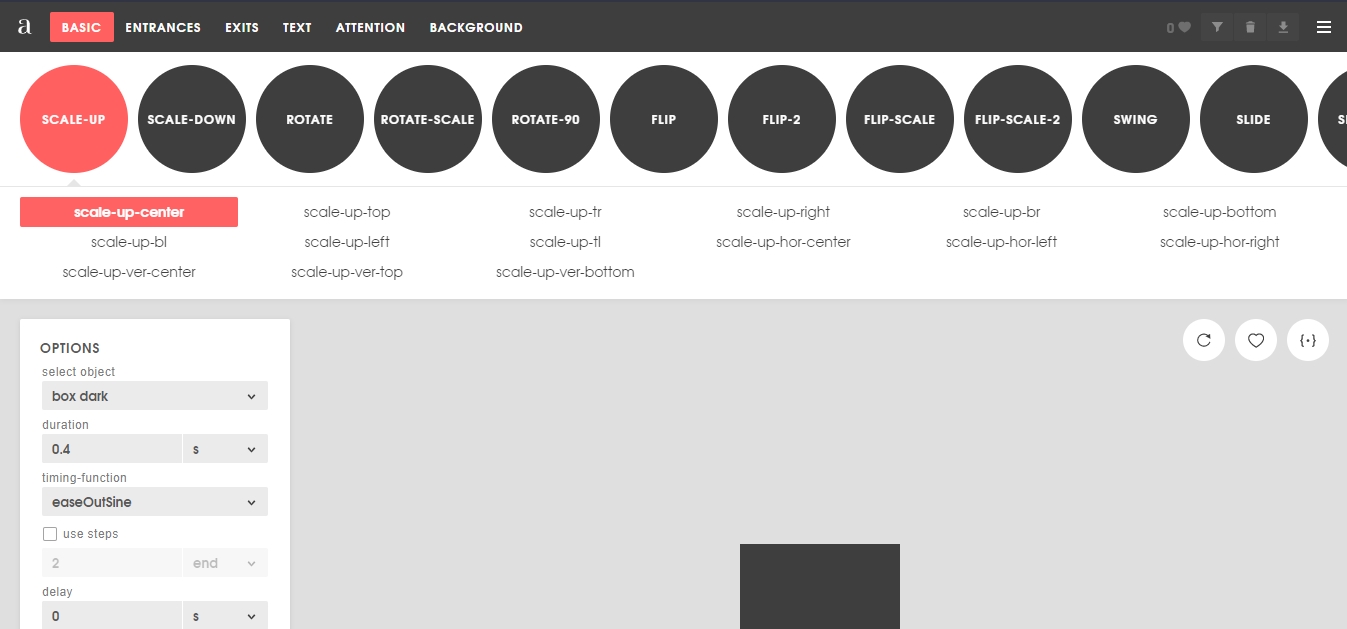 a BASIC ENTRANCES EXITS TEXT ATTENTION BACKGROUND 0
SCALE-UP SCALE-DOWN ROTATE ROTATE-SCALE ROTATE-90 FLIP FLIP-2 FLIP-SCALE FLIP-SCALE-2 SWING SLIDE
scale-up-center scale-up-top scale-up-tr scale-up-right scale-up-br scale-up-bottom
scale-up-bl scale-up-left scale-up-tl scale-up-hor-center scale-up-hor-left scale-up-hor-right
scale-up-ver-center scale-up-ver-top scale-up-ver-bottom
{•}
OPTIONS
select object
box dark
duration
0.4 s
timing-function
easeOutSine
use steps
2 end
delay
0 s